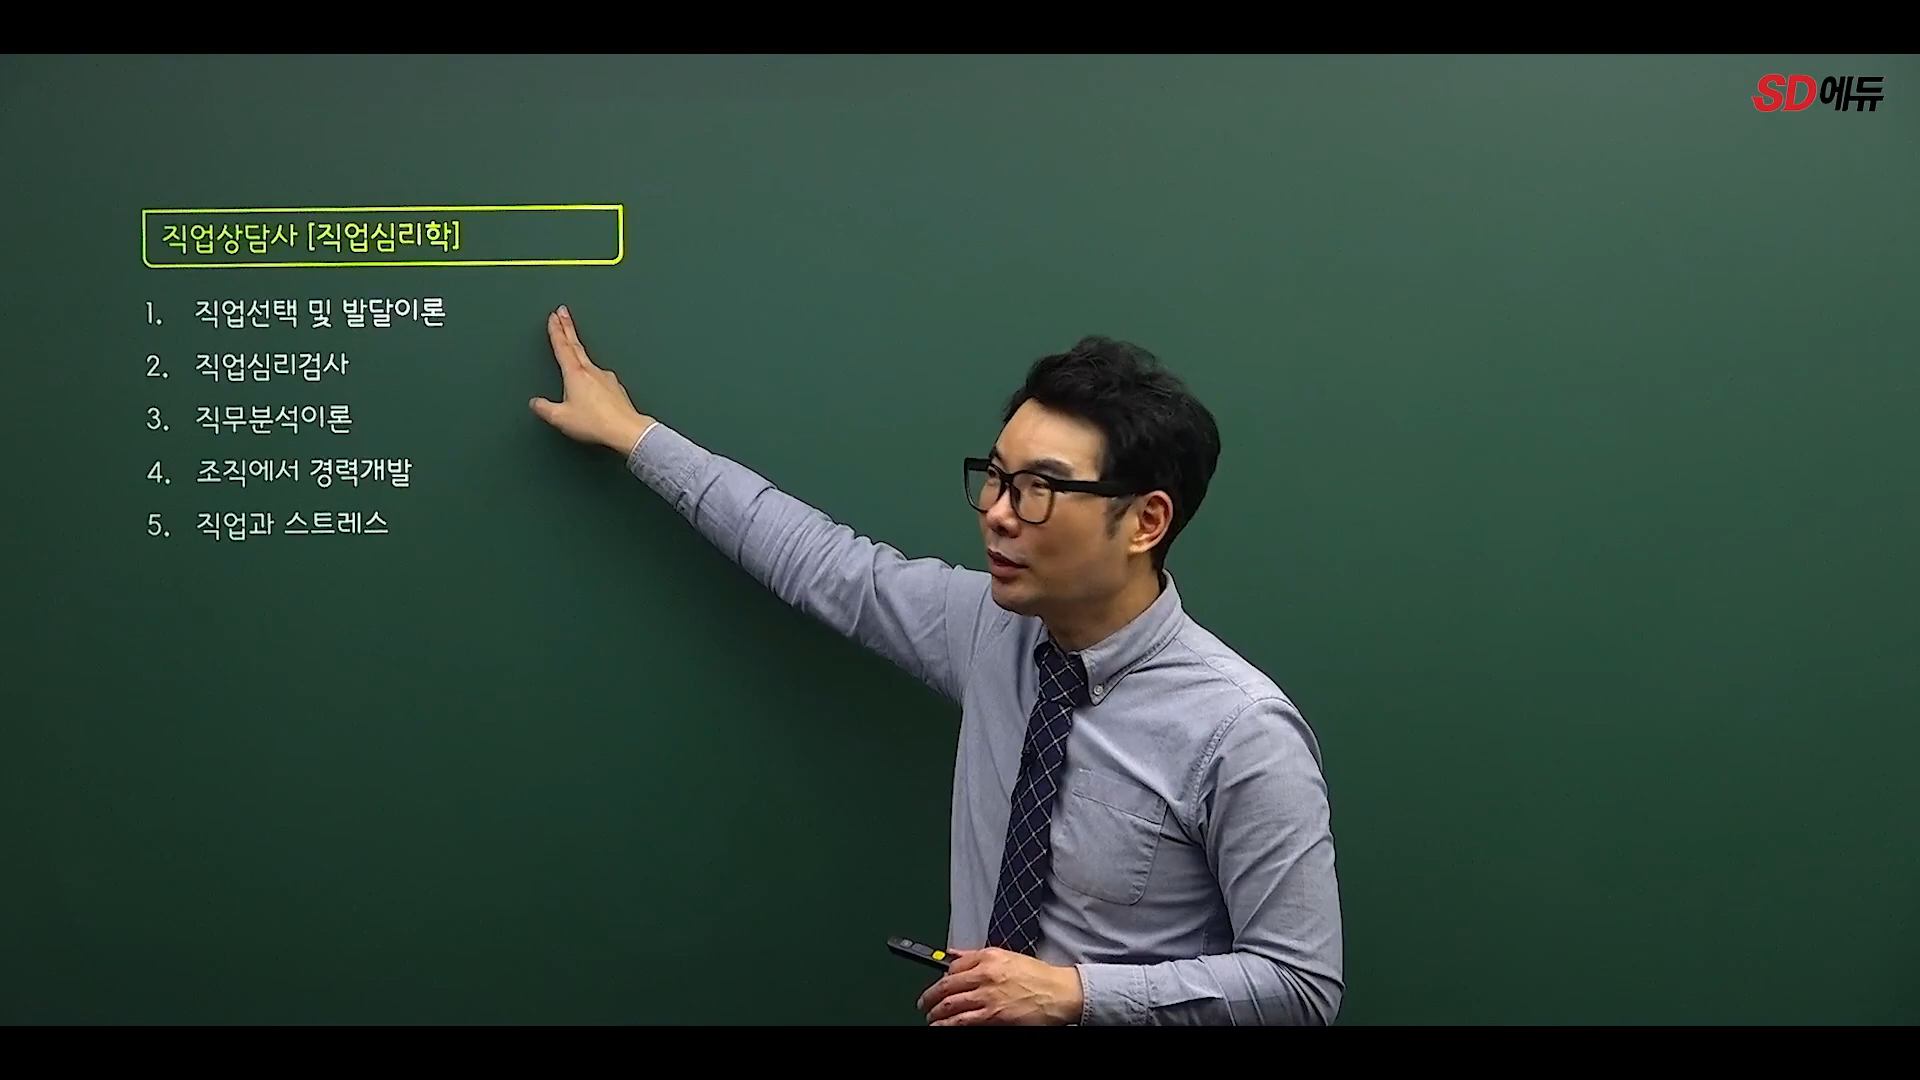 SD에듀
직업상담사 [직업심리학]
1. 직업선택 및 발달이론
2. 직업심리검사
3. 직무분석이론
4. 조직에서 경력개발
5. 직업과 스트레스